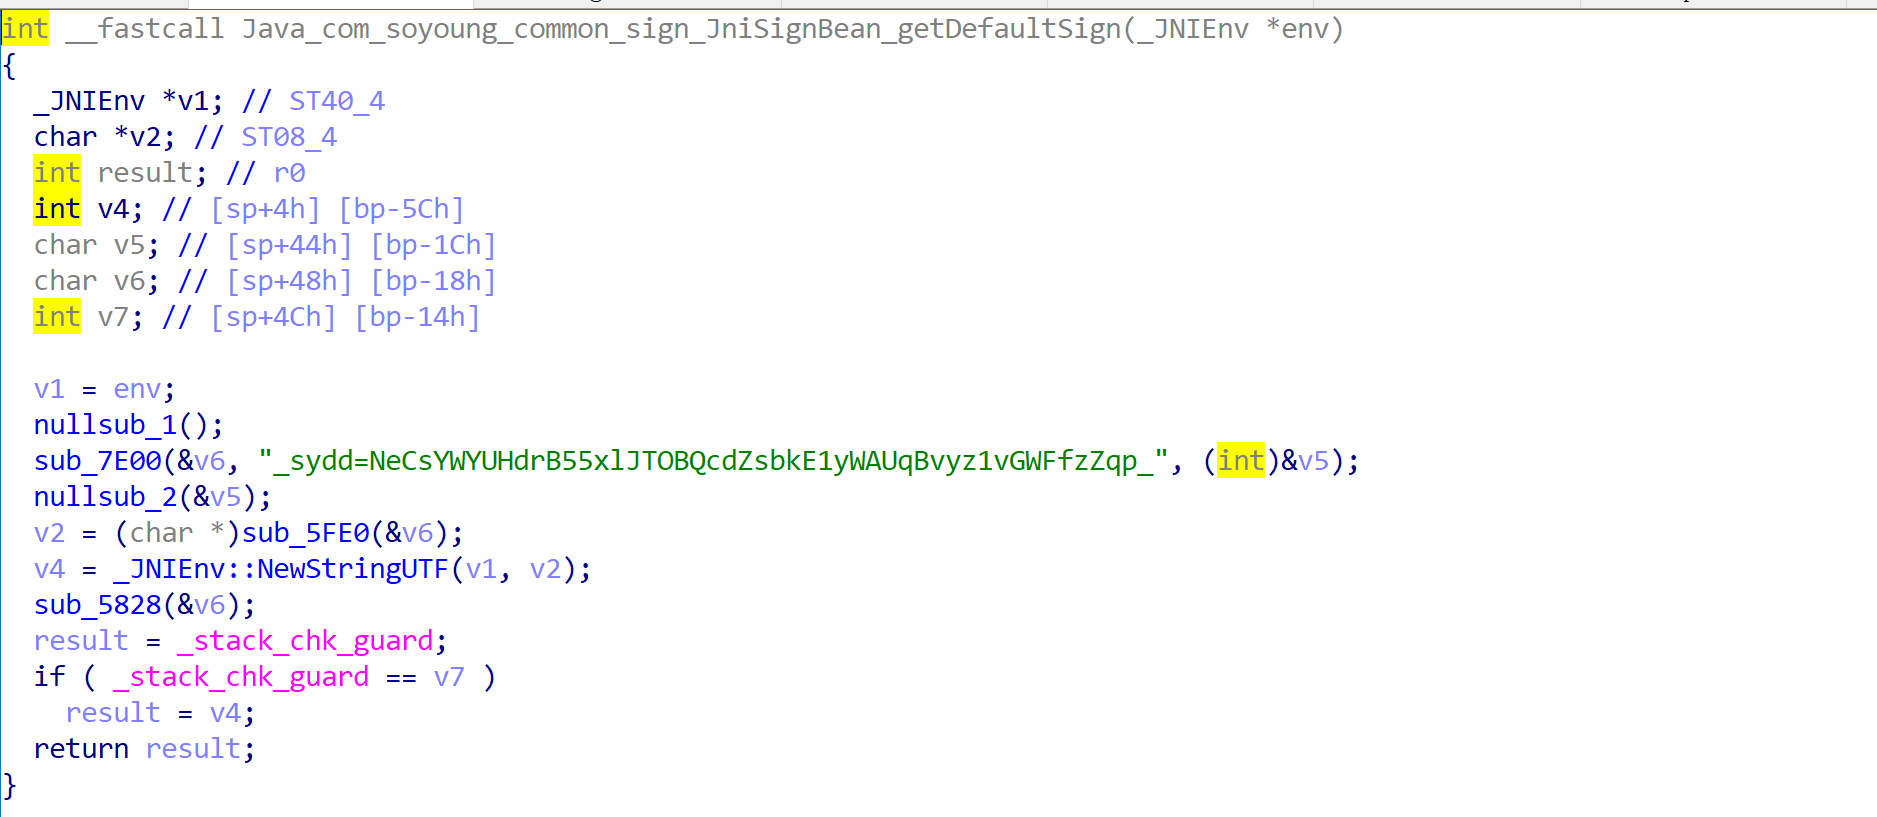 int __fastcall Java_com_soyoung_common_sign_JniSignBean_getDefaultSign(_JNIEnv *env)
{
  _JNIEnv *v1; // ST40_4
  char *v2; // ST08_4
  int result; // r0
  int v4; // [sp+4h] [bp-5Ch]
  char v5; // [sp+44h] [bp-1Ch]
  char v6; // [sp+48h] [bp-18h]
  int v7; // [sp+4Ch] [bp-14h]

  v1 = env;
  nullsub_1();
  sub_7E00(&v6, "_sydd=NeCsYWYUHdrB55xlJTOBQcdZsbkE1yWAUqBvyz1vGWFfzZqp_", (int)&v5);
  nullsub_2(&v5);
  v2 = (char *)sub_5FE0(&v6);
  v4 = _JNIEnv::NewStringUTF(v1, v2);
  sub_5828(&v6);
  result = _stack_chk_guard;
  if ( _stack_chk_guard == v7 )
    result = v4;
  return result;
}